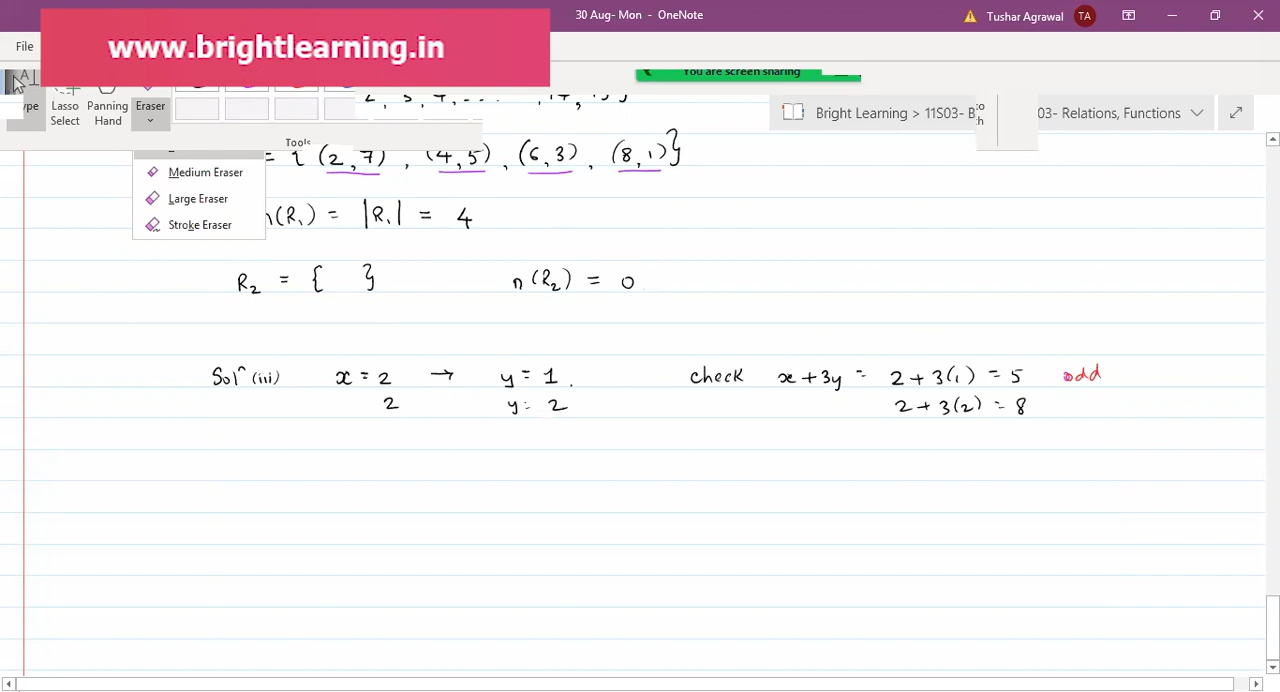 30 Aug- Mon - OneNote
Tushar Agrawal
TA
File
www.brightlearning.in
You are screen sharing
Lasso Select
Panning Hand
Eraser
Tools
Bright Learning > 11S03- B
03- Relations, Functions
Medium Eraser
Large Eraser
Stroke Eraser
= { (2,7) , (4,5) , (6,3) , (8,1) }
n(R₁) = |R₁| = 4
R₂ = { } n(R₂) = 0
Solⁿ (iii) x = 2 → y = 1 . check x + 3y = 2 + 3(1) = 5 odd
2 y = 2 2 + 3(2) = 8